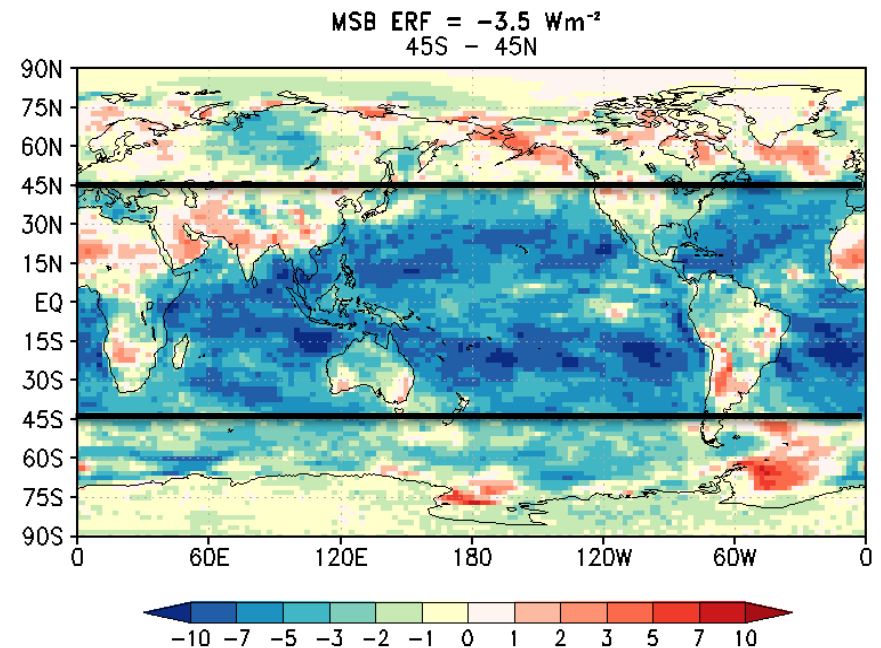 MSB ERF = -3.5 Wm⁻²
45S - 45N
90N
75N
60N
45N
30N
15N
EQ
15S
30S
45S
60S
75S
90S
0 60E 120E 180 120W 60W 0
-10 -7 -5 -3 -2 -1 0 1 2 3 5 7 10